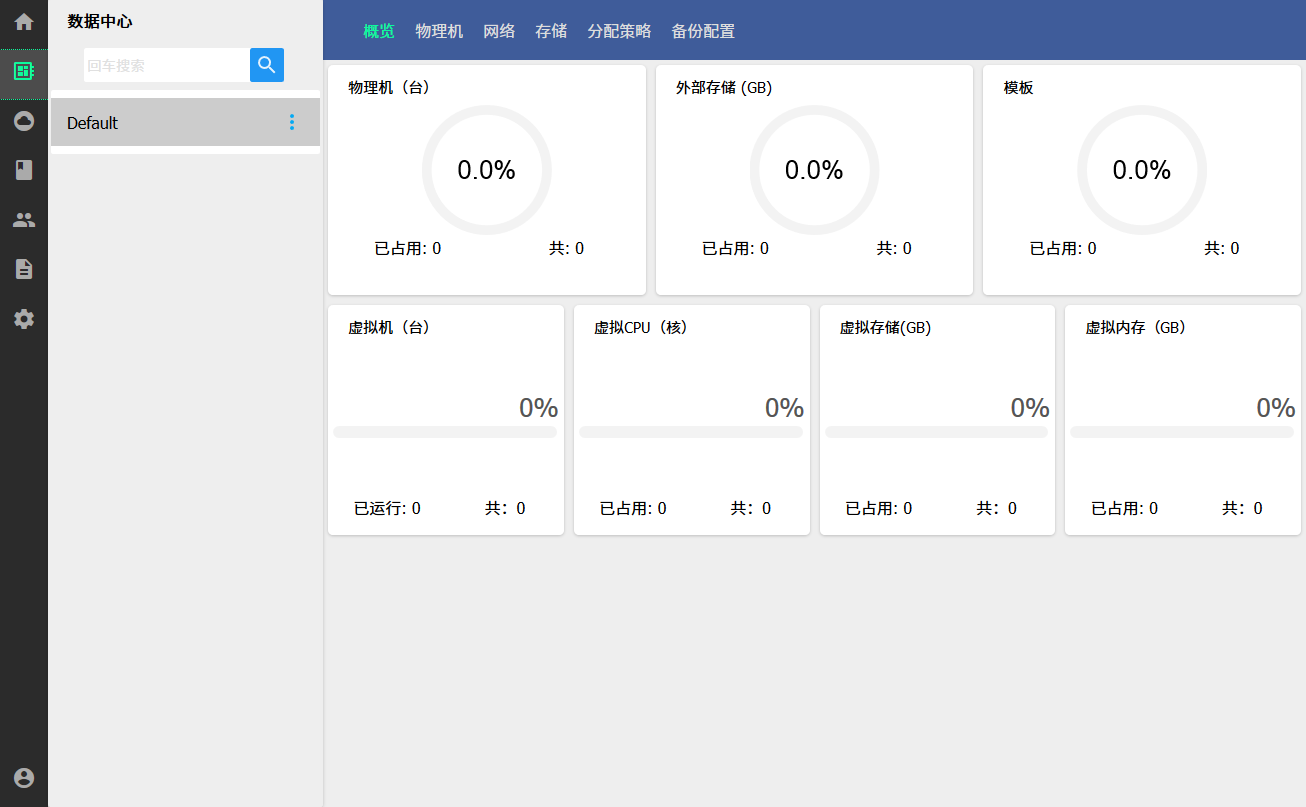 数据中心
回车搜索
Default
概览 物理机 网络 存储 分配策略 备份配置
物理机（台）
0.0%
已占用: 0 共: 0
外部存储 (GB)
0.0%
已占用: 0 共: 0
模板
0.0%
已占用: 0 共: 0
虚拟机（台）
0%
已运行: 0 共：0
虚拟CPU（核）
0%
已占用: 0 共：0
虚拟存储(GB)
0%
已占用: 0 共：0
虚拟内存（GB）
0%
已占用: 0 共：0